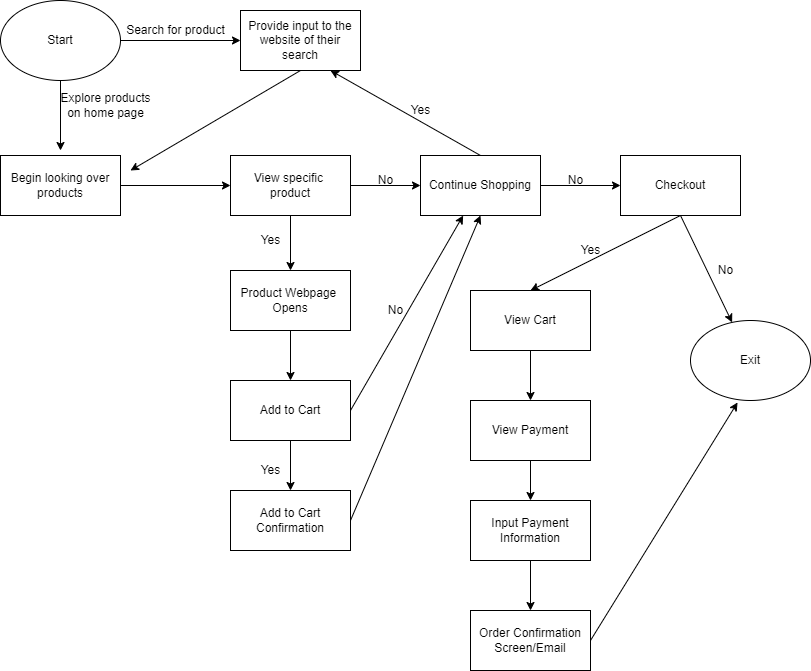 Start
Search for product
Provide input to the
website of their
search
Explore products
on home page
Yes
Begin looking over
products
View specific
product
No
Continue Shopping
No
Checkout
Yes
Yes
No
Product Webpage
Opens
No
View Cart
Exit
Add to Cart
View Payment
Yes
Add to Cart
Confirmation
Input Payment
Information
Order Confirmation
Screen/Email